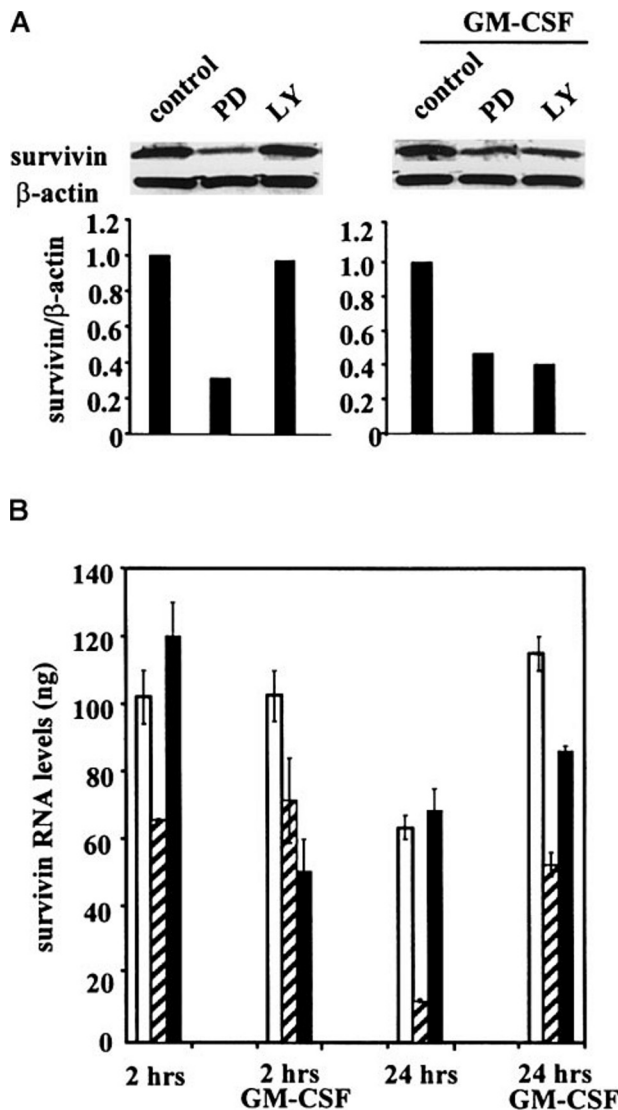 A
GM-CSF
control PD LY
control PD LY
survivin
β-actin
survivin/β-actin
1.2
1.0
0.8
0.6
0.4
0.2
0
1.2
1.0
0.8
0.6
0.4
0.2
0
B
survivin RNA levels (ng)
140
120
100
80
60
40
20
0
2 hrs
2 hrs
GM-CSF
24 hrs
24 hrs
GM-CSF